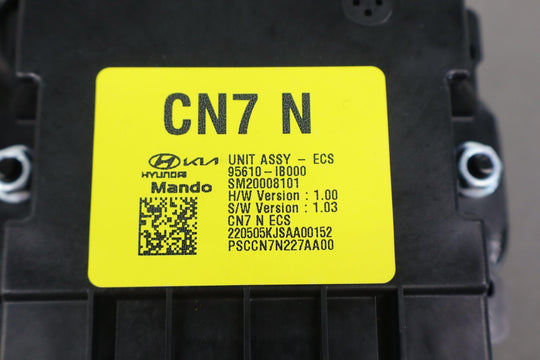 CN7 N
HYUNDAI KIA
Mando
UNIT ASSY - ECS
95610-IB000
SM20008101
H/W Version : 1.00
S/W Version : 1.03
CN7 N ECS
220505KJSAA00152
PSCCN7N227AA00